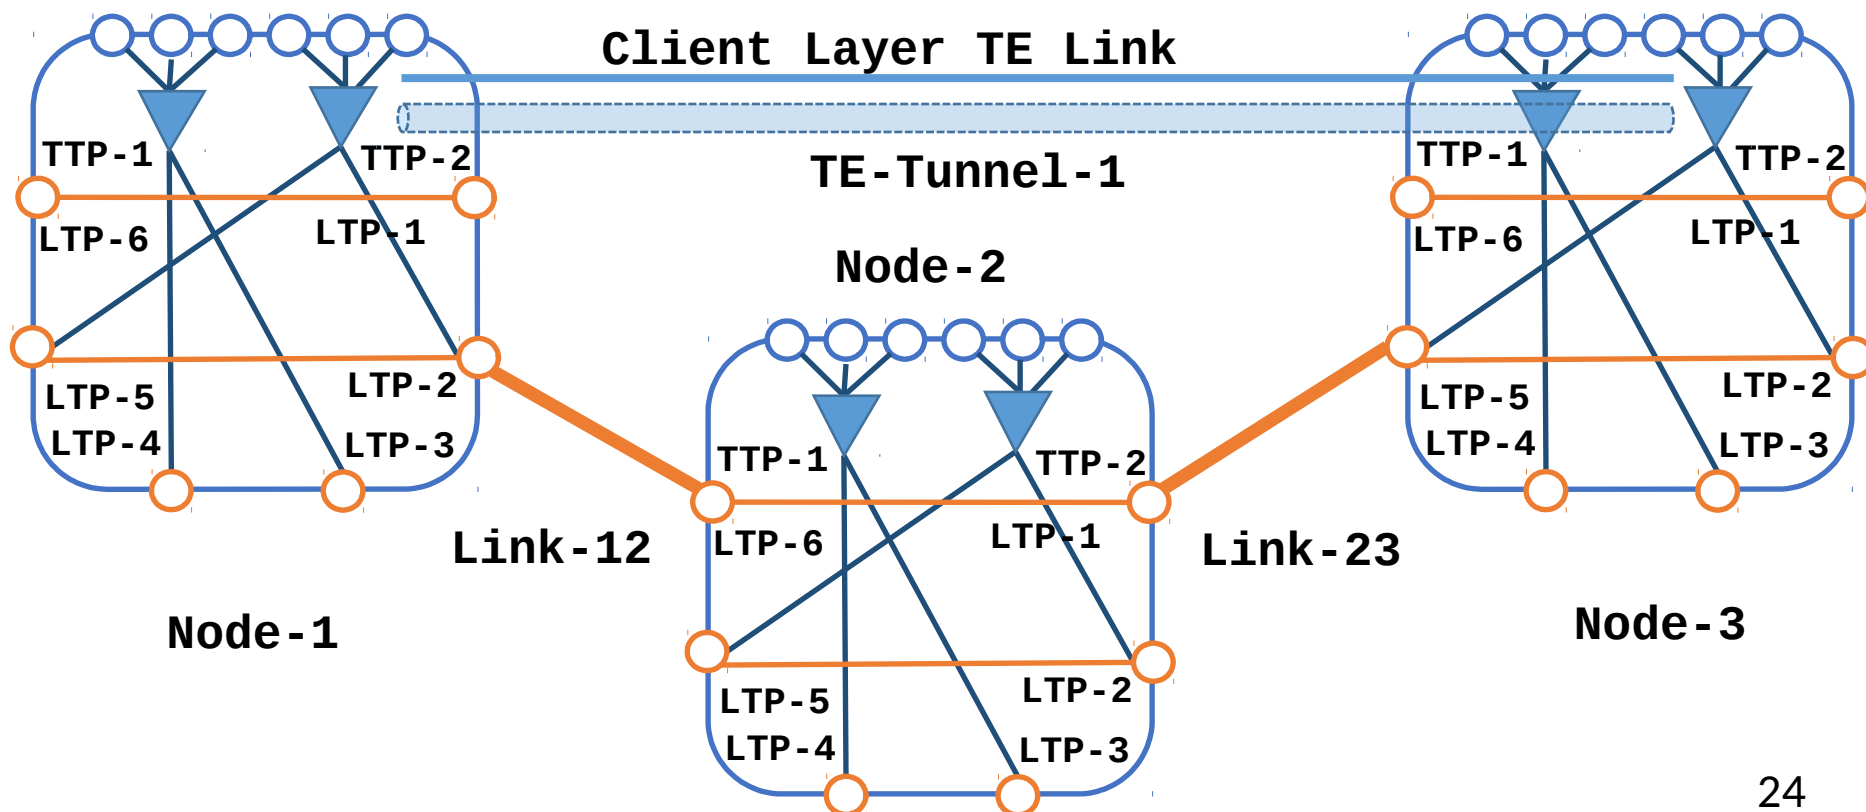 Client Layer TE Link
TE-Tunnel-1
TTP-1
TTP-2
LTP-6
LTP-1
LTP-5
LTP-2
LTP-4
LTP-3
Node-1
Link-12
Node-2
TTP-1
TTP-2
LTP-6
LTP-1
LTP-5
LTP-2
LTP-4
LTP-3
Link-23
TTP-1
TTP-2
LTP-6
LTP-1
LTP-5
LTP-2
LTP-4
LTP-3
Node-3
24